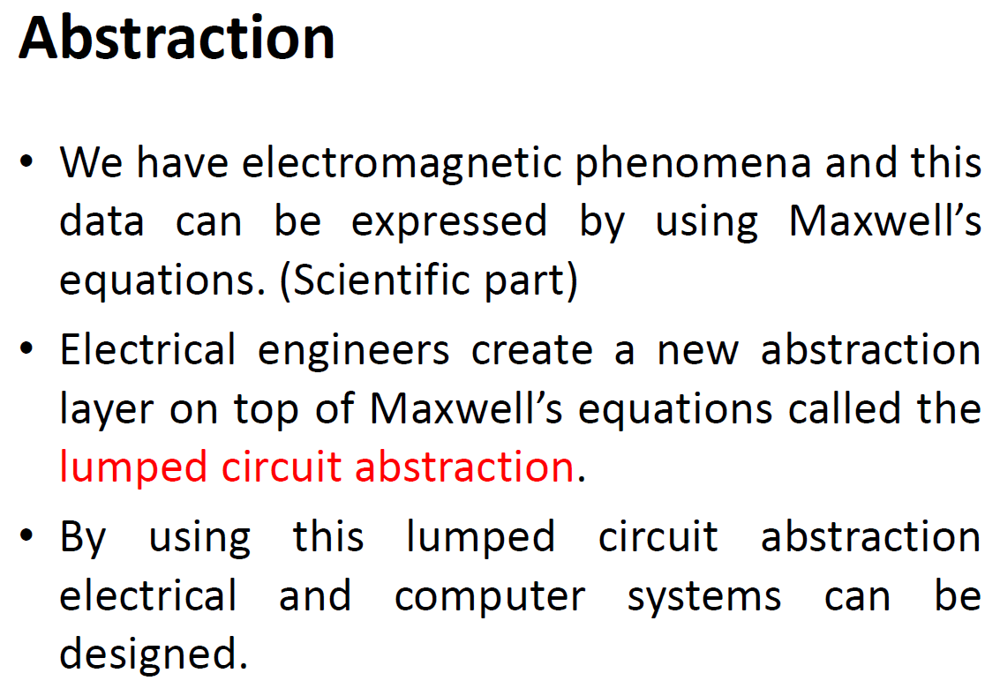 Abstraction
• We have electromagnetic phenomena and this
data can be expressed by using Maxwell’s
equations. (Scientific part)
• Electrical engineers create a new abstraction
layer on top of Maxwell’s equations called the
lumped circuit abstraction.
• By using this lumped circuit abstraction
electrical and computer systems can be
designed.